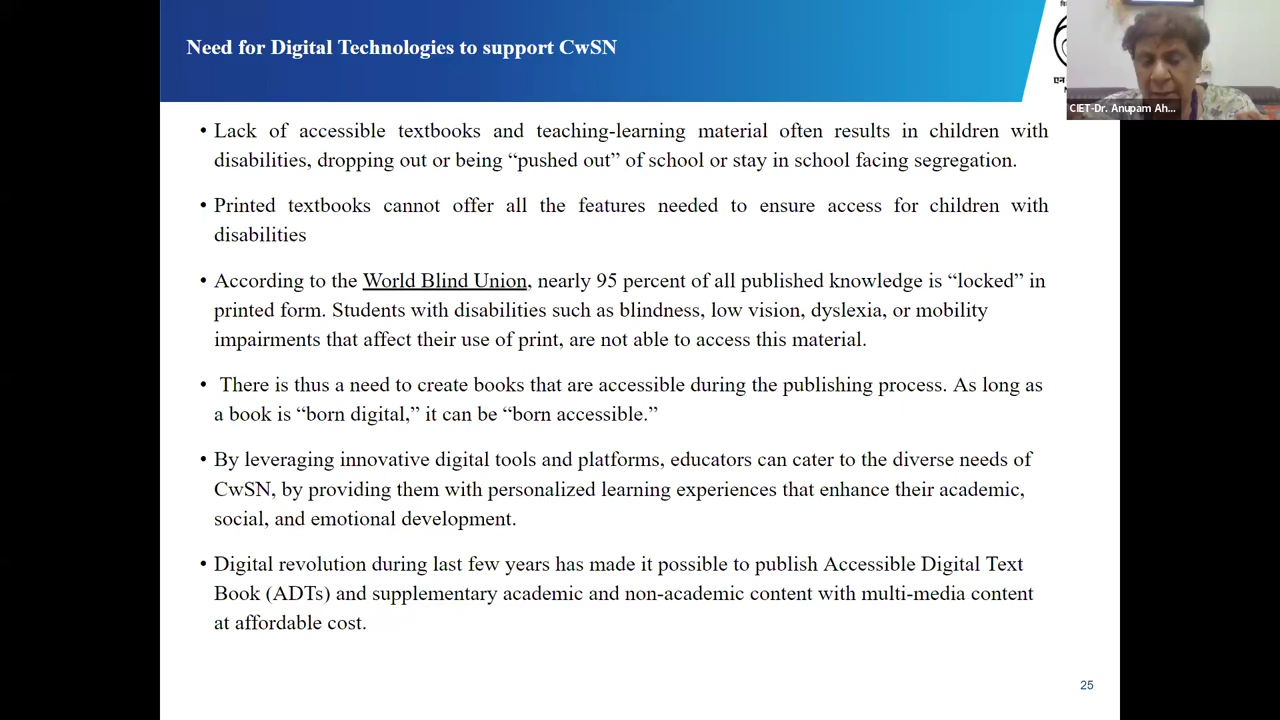 Need for Digital Technologies to support CwSN
CIET-Dr. Anupam Ah...
• Lack of accessible textbooks and teaching-learning material often results in children with
disabilities, dropping out or being “pushed out” of school or stay in school facing segregation.
• Printed textbooks cannot offer all the features needed to ensure access for children with
disabilities
• According to the World Blind Union, nearly 95 percent of all published knowledge is “locked” in
printed form. Students with disabilities such as blindness, low vision, dyslexia, or mobility
impairments that affect their use of print, are not able to access this material.
• There is thus a need to create books that are accessible during the publishing process. As long as
a book is “born digital,” it can be “born accessible.”
• By leveraging innovative digital tools and platforms, educators can cater to the diverse needs of
CwSN, by providing them with personalized learning experiences that enhance their academic,
social, and emotional development.
• Digital revolution during last few years has made it possible to publish Accessible Digital Text
Book (ADTs) and supplementary academic and non-academic content with multi-media content
at affordable cost.
25